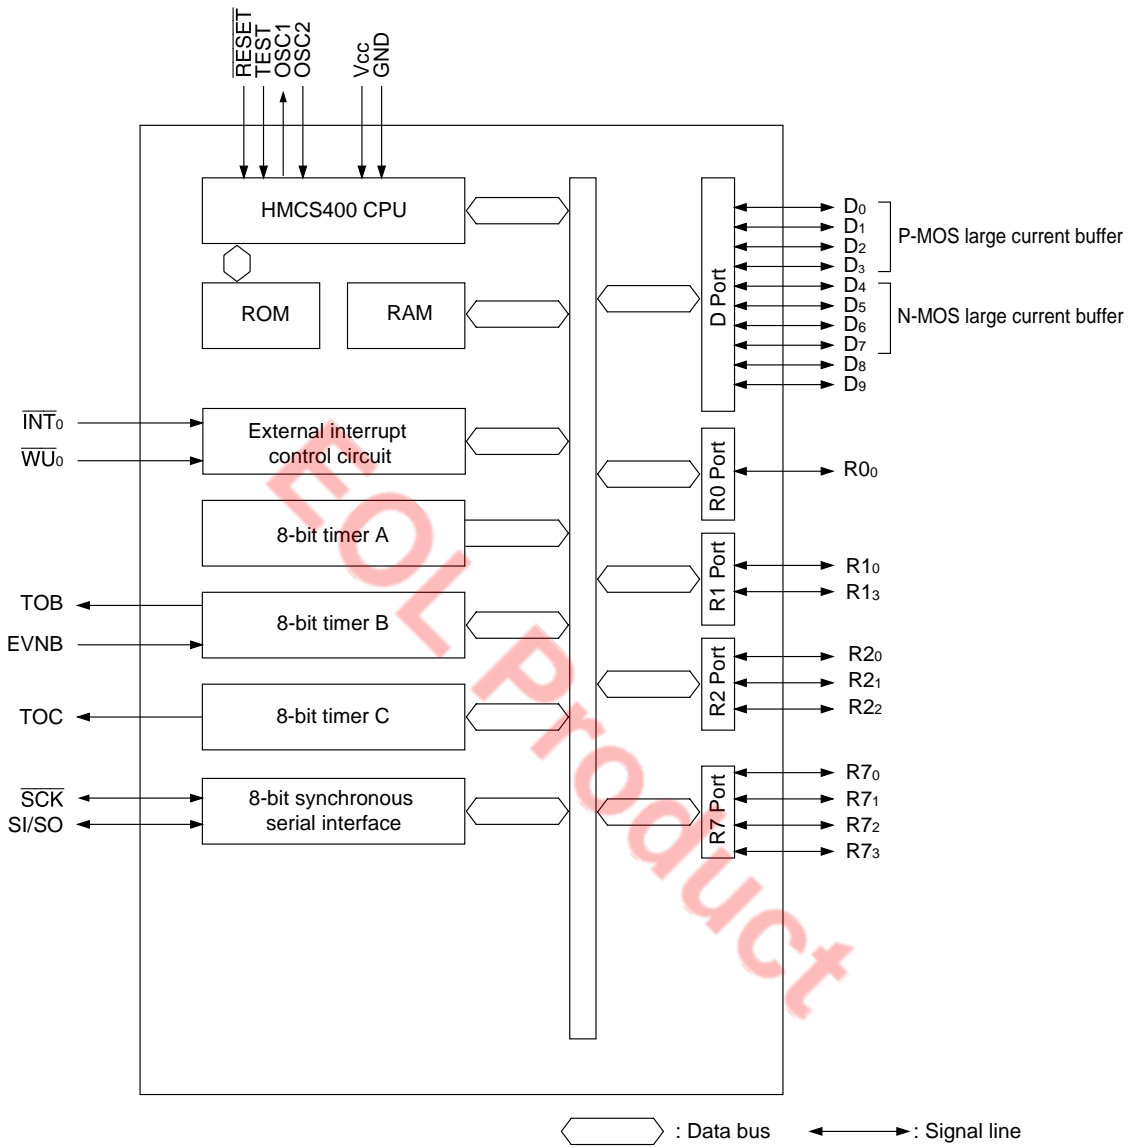 RESET
TEST
OSC1
OSC2
Vcc
GND
HMCS400 CPU
ROM
RAM
External interrupt
control circuit
8-bit timer A
8-bit timer B
8-bit timer C
8-bit synchronous
serial interface
INT0
WU0
TOB
EVNB
TOC
SCK
SI/SO
D Port
D0
D1
D2
D3
D4
D5
D6
D7
D8
D9
P-MOS large current buffer
N-MOS large current buffer
R0 Port
R00
R1 Port
R10
R13
R2 Port
R20
R21
R22
R7 Port
R70
R71
R72
R73
EOL Product
: Data bus
: Signal line